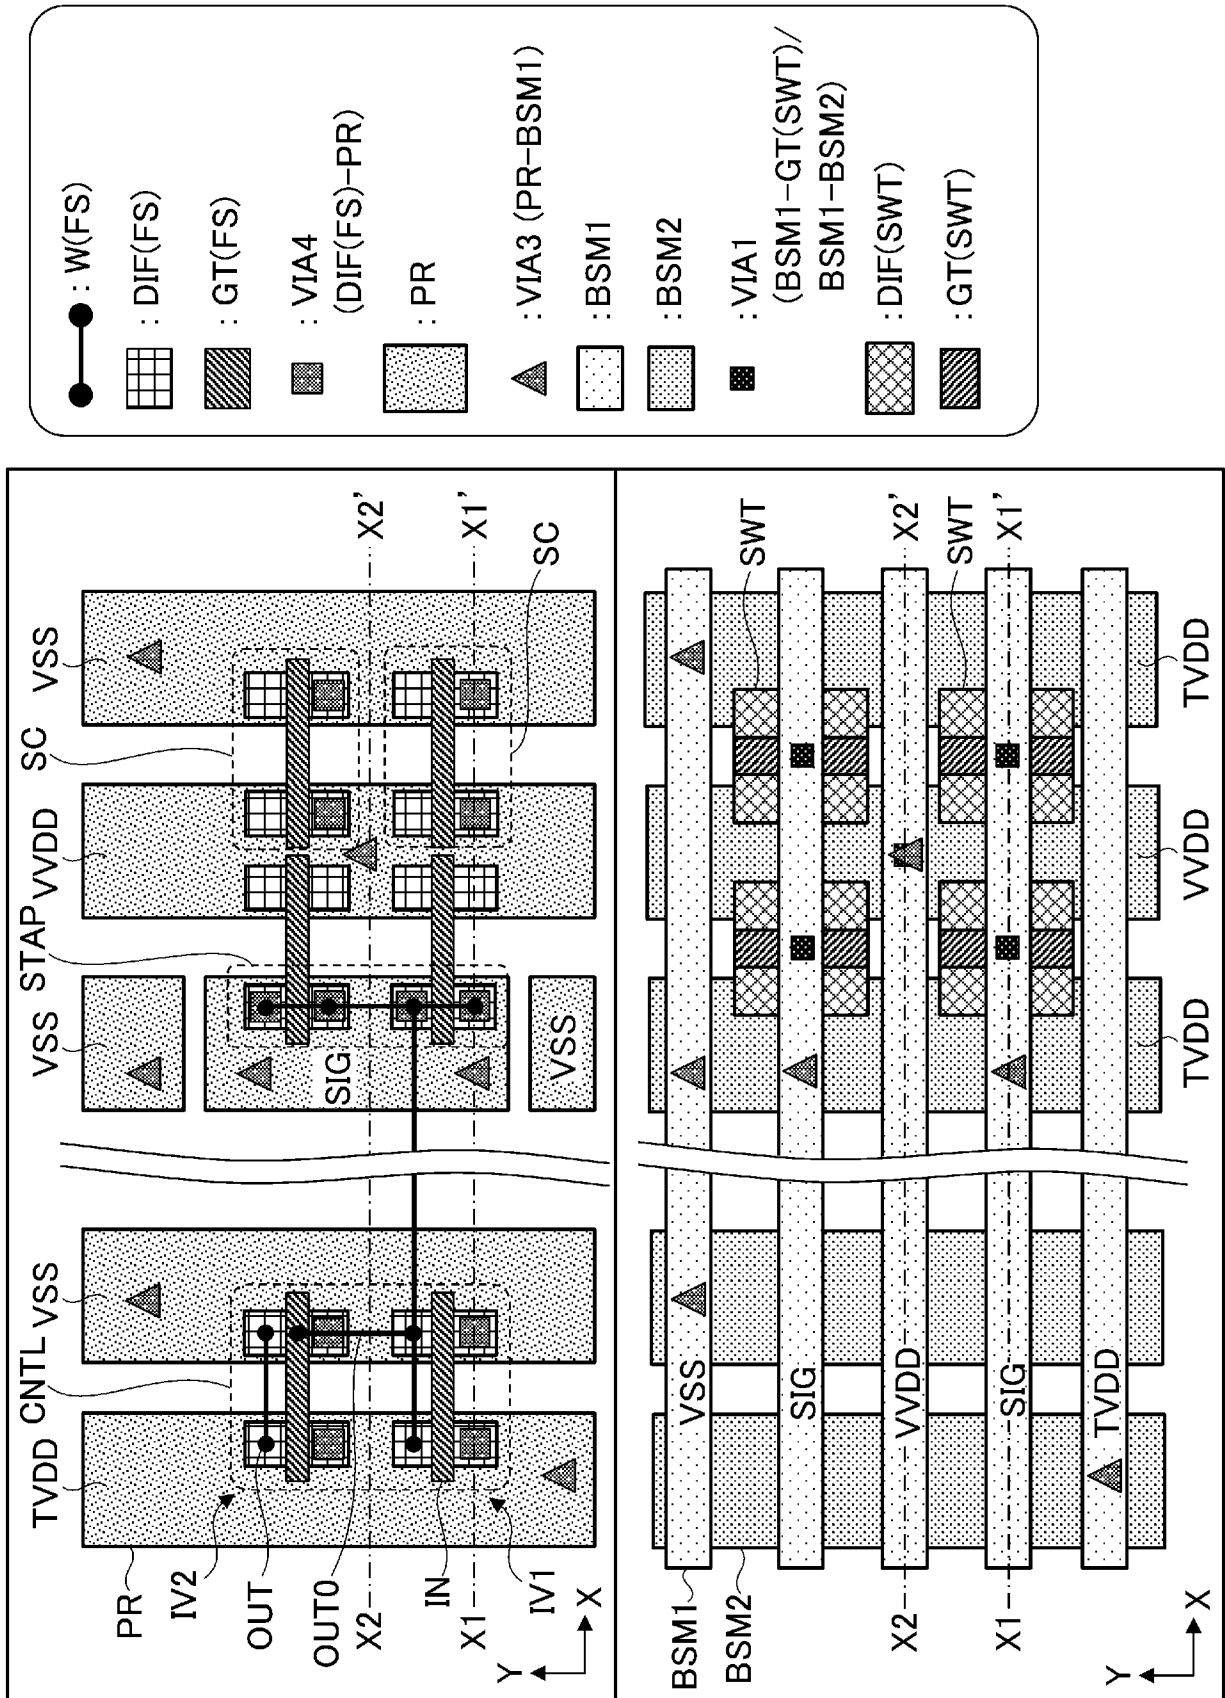 : W(FS)
: DIF(FS)
: GT(FS)
: VIA4
(DIF(FS)-PR)
: PR
: VIA3 (PR-BSM1)
: BSM1
: BSM2
: VIA1
(BSM1-GT(SWT)/
BSM1-BSM2)
: DIF(SWT)
: GT(SWT)
TVDD
CNTL
VSS
VSS
STAP
VVDD
SC
VSS
SIG
VSS
X2'
X1'
SC
PR
IV2
OUT
OUT0
X2
IN
X1
IV1
Y
X
SWT
X2'
SWT
X1'
VSS
SIG
VVDD
SIG
TVDD
TVDD
VVDD
TVDD
BSM1
BSM2
X2
X1
Y
X